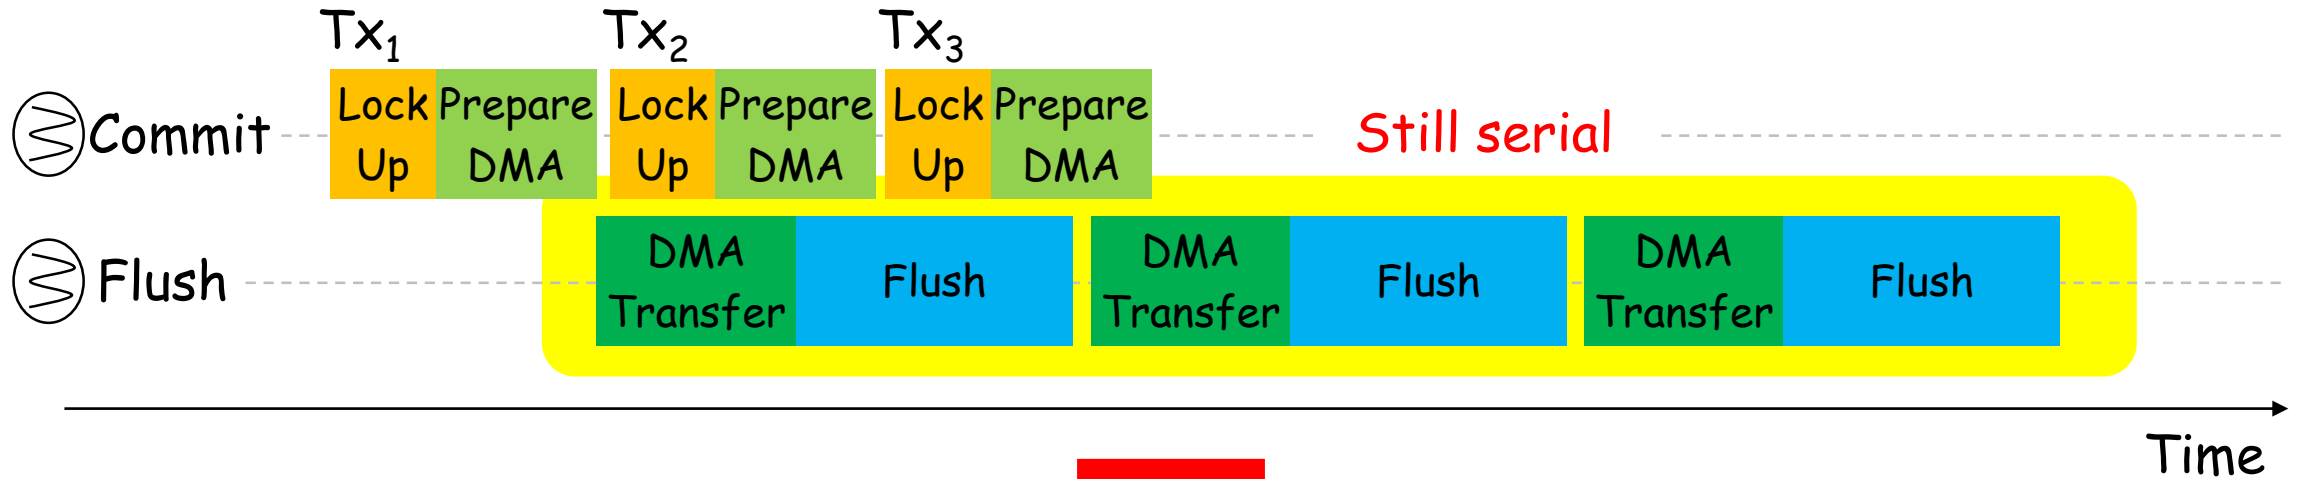 Tx1 Tx2 Tx3
Lock Prepare Lock Prepare Lock Prepare
Up DMA Up DMA Up DMA
Commit
Still serial
DMA DMA DMA
Transfer Transfer Transfer
Flush Flush Flush Flush
Time